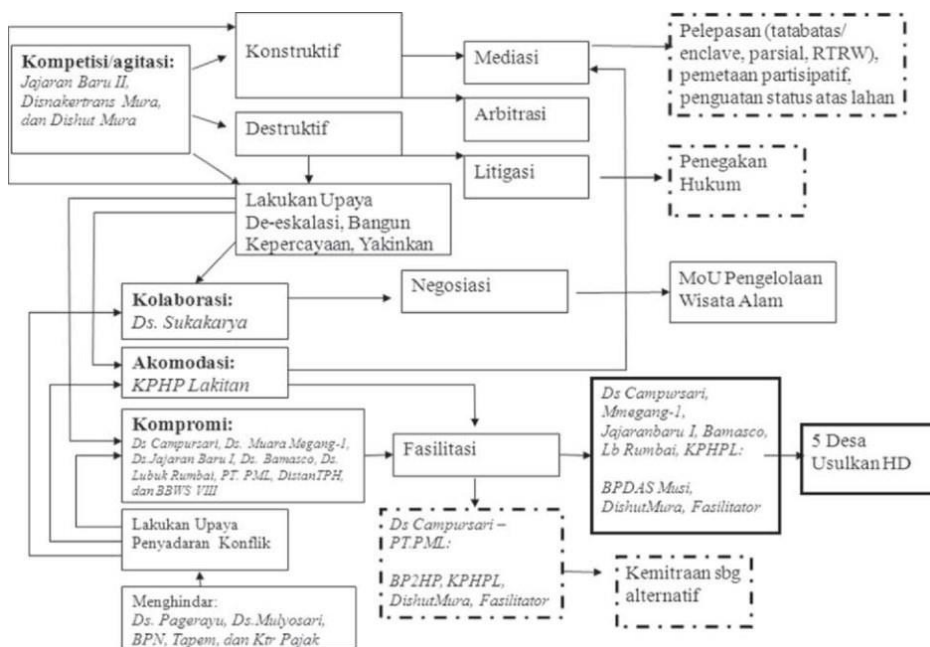 Kompetisi/agitasi:
Jajaran Baru II,
Disnakertrans Mura,
dan Dishut Mura
Konstruktif
Destruktif
Mediasi
Arbitrasi
Litigasi
Pelepasan (tatabatas/
enclave, parsial, RTRW),
pemetaan partisipatif,
penguatan status atas lahan
Penegakan
Hukum
Lakukan Upaya
De-eskalasi, Bangun
Kepercayaan, Yakinkan
Kolaborasi:
Ds. Sukakarya
Negosiasi
MoU Pengelolaan
Wisata Alam
Akomodasi:
KPHP Lakitan
Kompromi:
Ds Campursari, Ds. Muara Megang-1,
Ds.Jajaran Baru I, Ds. Bamasco, Ds.
Lubuk Rumbai, PT. PML, DistanTPH,
dan BBWS VIII
Fasilitasi
Ds Campursari,
Mmegang-1,
Jajaranbaru I, Bamasco,
Lb Rumbai, KPHPL:
BPDAS Musi,
DishutMura, Fasilitator
5 Desa
Usulkan HD
Lakukan Upaya
Penyadaran Konflik
Ds Campursari –
PT.PML:
BP2HP, KPHPL,
DishutMura, Fasilitator
Kemitraan sbg
alternatif
Menghindar:
Ds. Pagerayu, Ds.Mulyosari,
BPN, Tapem, dan Ktr Pajak